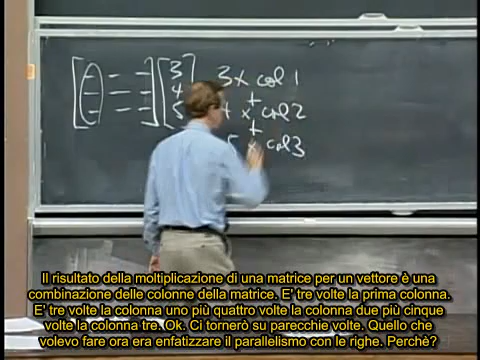 3 3 x col 1
+
4 4 x col 2
+
5 5 x col 3
Il risultato della moltiplicazione di una matrice per un vettore è una
combinazione delle colonne della matrice. E' tre volte la prima colonna.
E' tre volte la colonna uno più quattro volte la colonna due più cinque
volte la colonna tre. Ok. Ci tornerò su parecchie volte. Quello che
volevo fare ora era enfatizzare il parallelismo con le righe. Perchè?